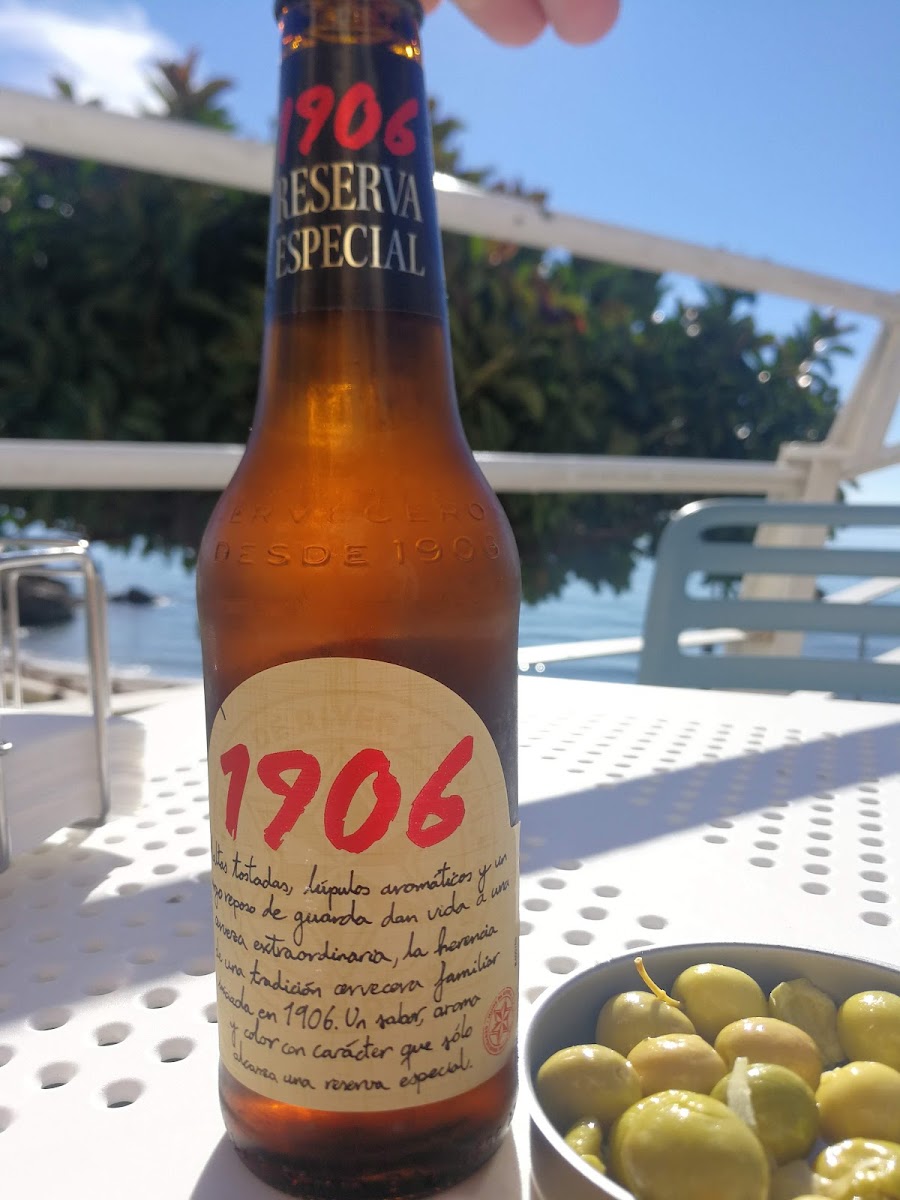 1906
RESERVA
ESPECIAL
DESDE 1906
1906
tostadas, lúpulos aromáticos y un
reposo de guarda dan vida a una
cerveza extraordinaria, la herencia
de una tradición cervecera familiar
iniciada en 1906. Un sabor, aroma
y color con carácter que sólo
alcanza una reserva especial.